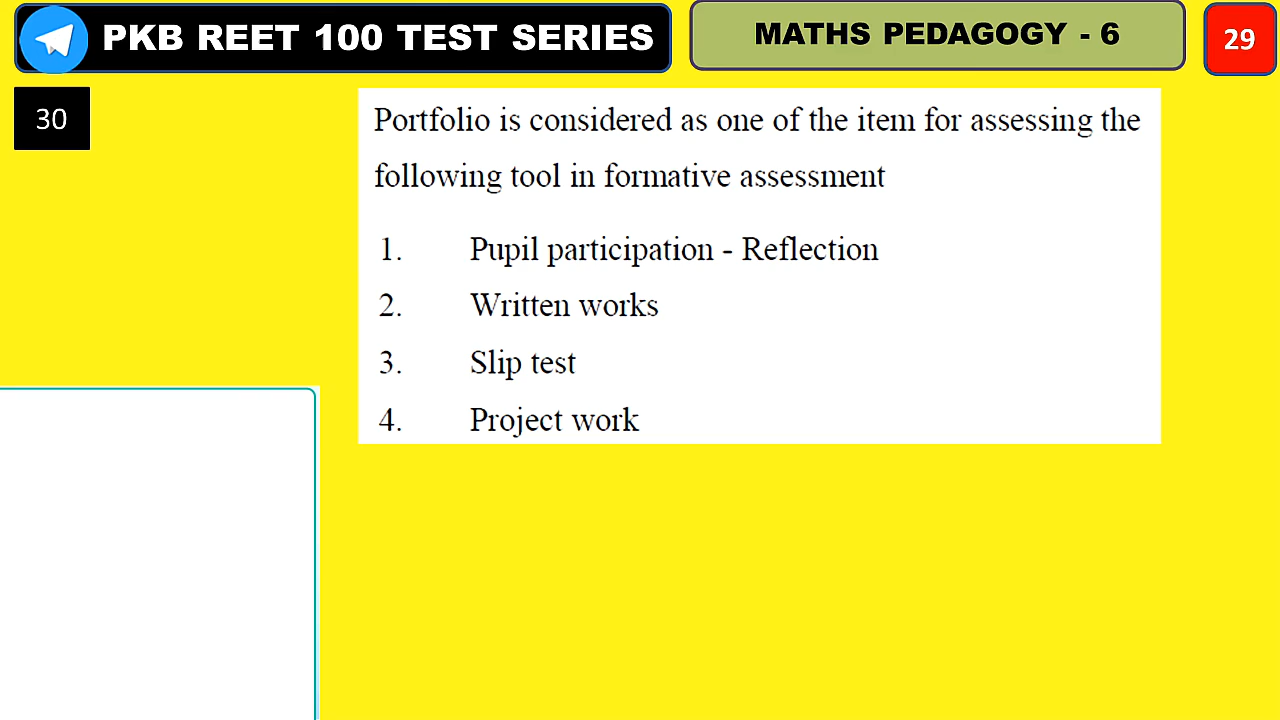 PKB REET 100 TEST SERIES
MATHS PEDAGOGY - 6
29
30
Portfolio is considered as one of the item for assessing the
following tool in formative assessment
1. Pupil participation - Reflection
2. Written works
3. Slip test
4. Project work